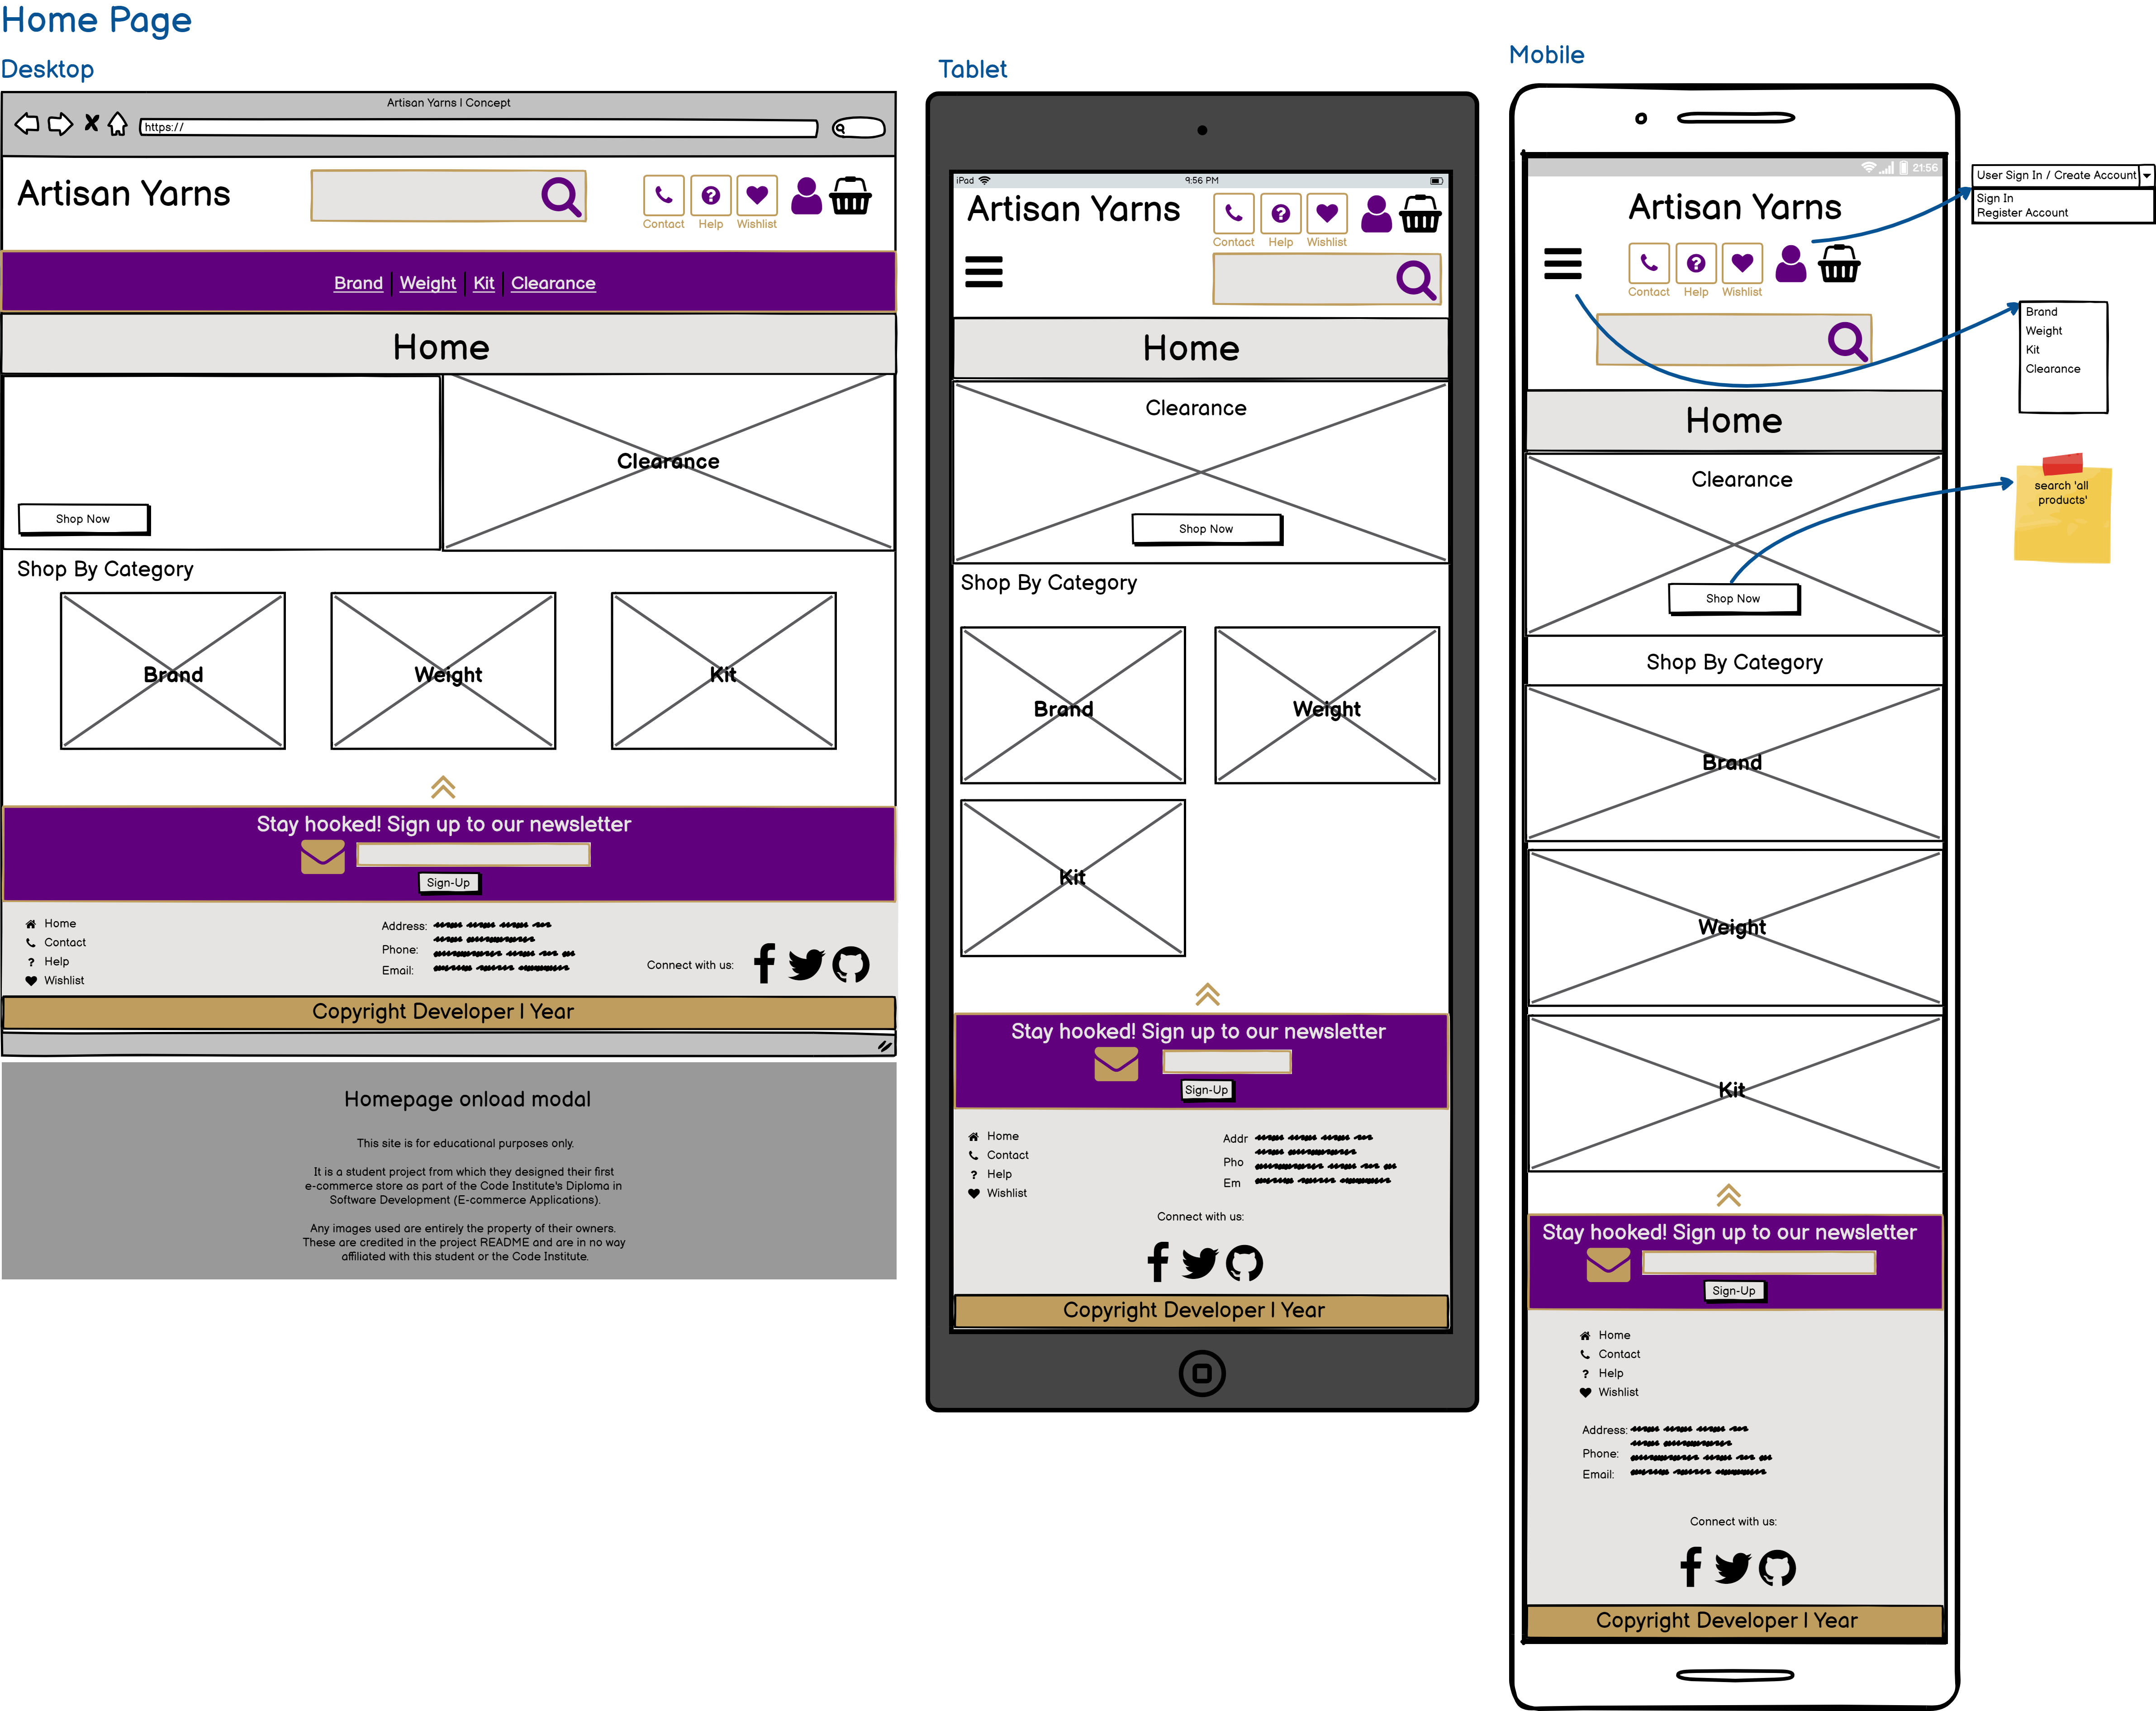 Home Page
Desktop
Artisan Yarns | Concept
https://
Artisan Yarns
Contact Help Wishlist
Brand | Weight | Kit | Clearance
Home
Clearance
Shop Now
Shop By Category
Brand Weight Kit
Stay hooked! Sign up to our newsletter
Sign-Up
Home
Contact
Help
Wishlist
Address:
Phone:
Email:
Connect with us:
Copyright Developer | Year
Homepage onload modal
This site is for educational purposes only.
It is a student project from which they designed their first
e-commerce store as part of the Code Institute's Diploma in
Software Development (E-commerce Applications).
Any images used are entirely the property of their owners.
These are credited in the project README and are in no way
affiliated with this student or the Code Institute.
Tablet
iPad 9:56 PM
Artisan Yarns
Contact Help Wishlist
Home
Clearance
Shop Now
Shop By Category
Brand Weight
Kit
Stay hooked! Sign up to our newsletter
Sign-Up
Home
Contact
Help
Wishlist
Addr
Pho
Em
Connect with us:
Copyright Developer | Year
Mobile
21:56
Artisan Yarns
Contact Help Wishlist
Home
Clearance
Shop Now
Shop By Category
Brand
Weight
Kit
Stay hooked! Sign up to our newsletter
Sign-Up
Home
Contact
Help
Wishlist
Address:
Phone:
Email:
Connect with us:
Copyright Developer | Year
User Sign In / Create Account
Sign In
Register Account
Brand
Weight
Kit
Clearance
search 'all
products'